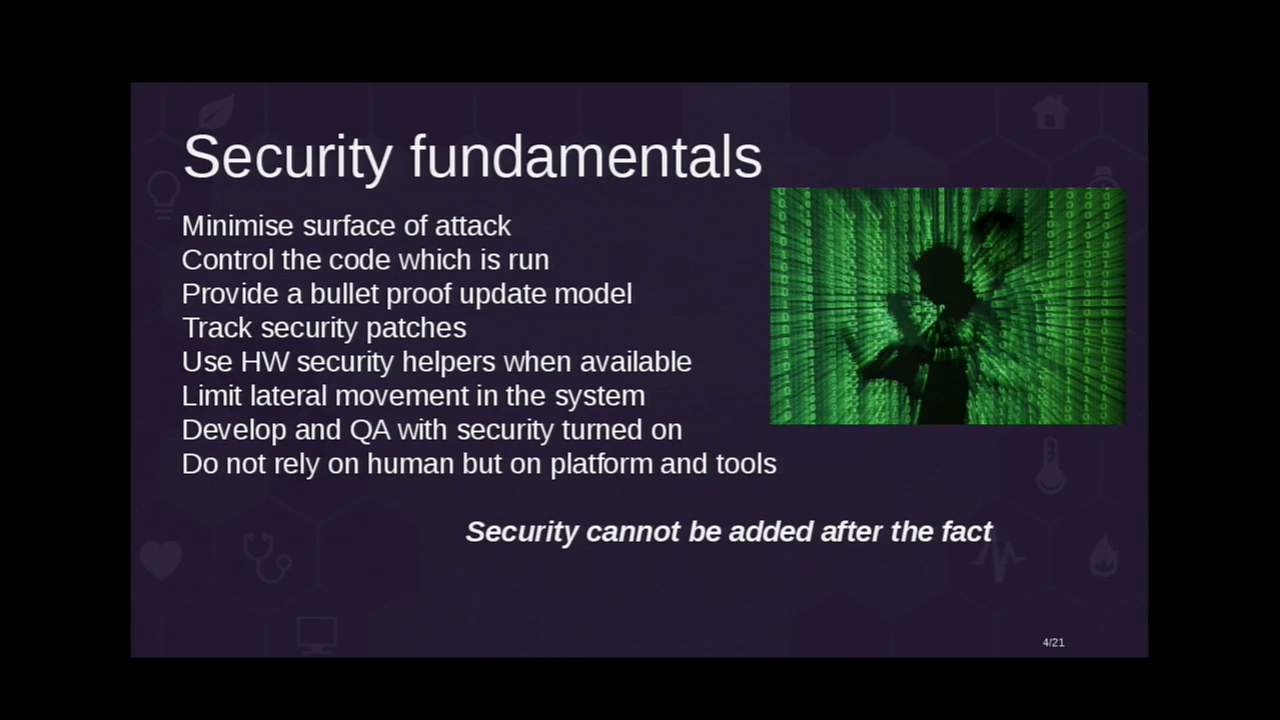 Security fundamentals
Minimise surface of attack
Control the code which is run
Provide a bullet proof update model
Track security patches
Use HW security helpers when available
Limit lateral movement in the system
Develop and QA with security turned on
Do not rely on human but on platform and tools
Security cannot be added after the fact
4/21